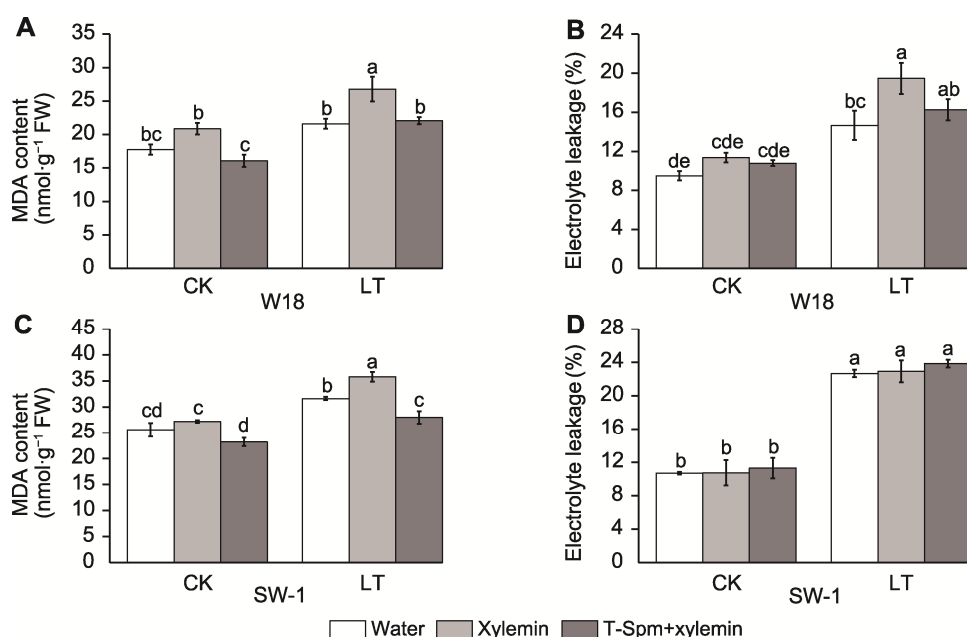 A
MDA content
(nmol·g⁻¹ FW)
35
30
25
20
15
10
5
0
bc
b
c
b
a
b
CK
LT
W18
B
Electrolyte leakage (%)
24
20
16
12
8
4
0
de
cde
cde
bc
a
ab
CK
LT
W18
C
MDA content
(nmol·g⁻¹ FW)
45
40
35
30
25
20
15
10
5
0
cd
c
d
b
a
c
CK
LT
SW-1
D
Electrolyte leakage (%)
28
24
20
16
12
8
4
0
b
b
b
a
a
a
CK
LT
SW-1
Water
Xylemin
T-Spm+xylemin